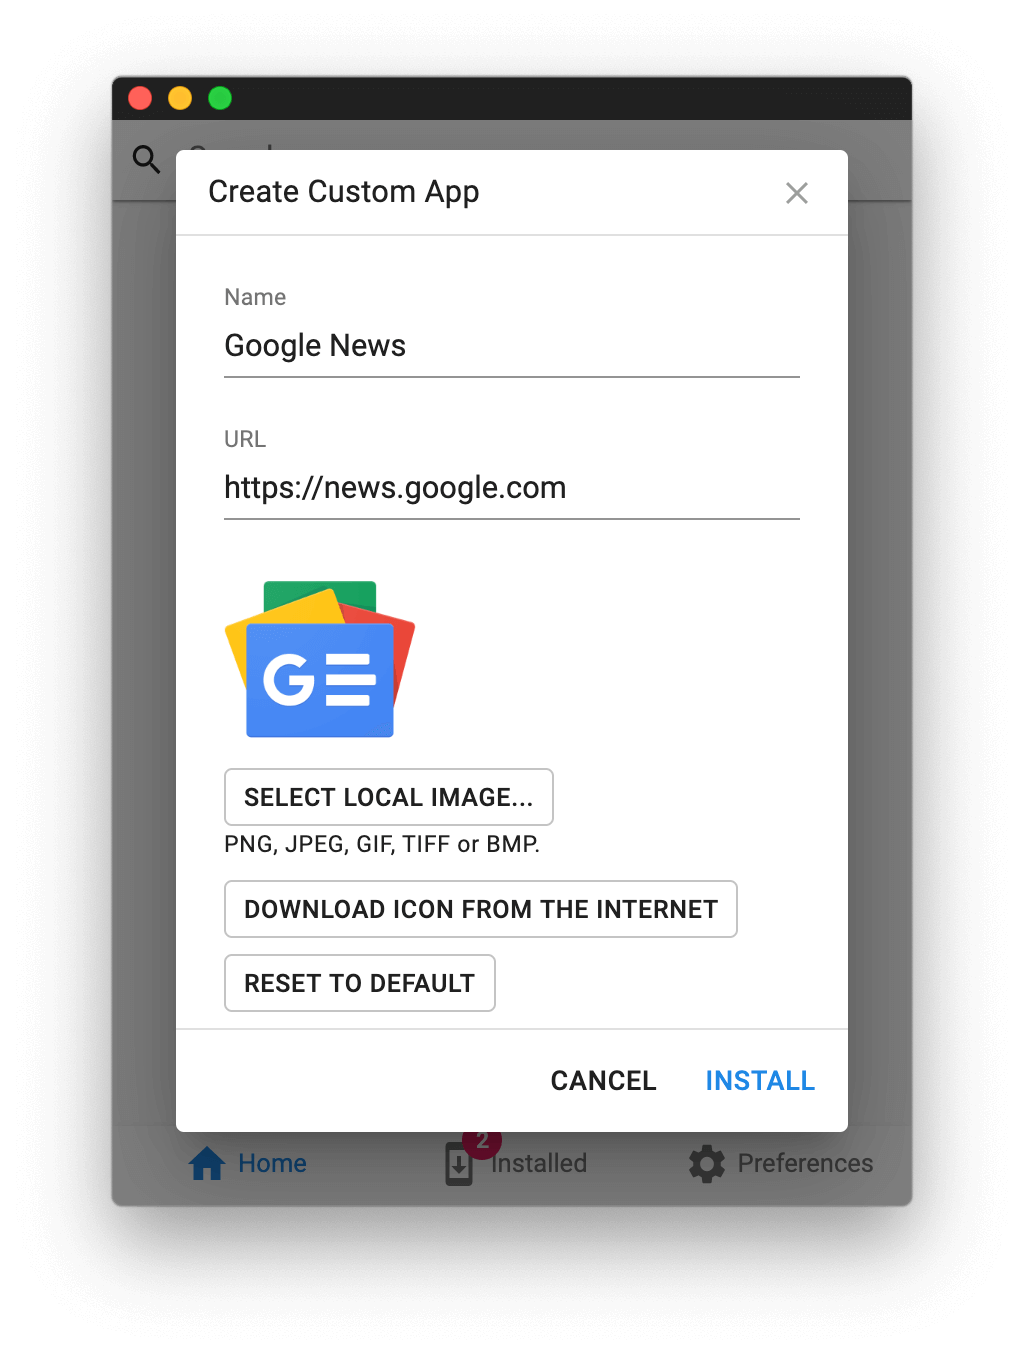 Create Custom App
Name
Google News
URL
https://news.google.com
GE
SELECT LOCAL IMAGE...
PNG, JPEG, GIF, TIFF or BMP.
DOWNLOAD ICON FROM THE INTERNET
RESET TO DEFAULT
CANCEL INSTALL
Home 2 Installed Preferences